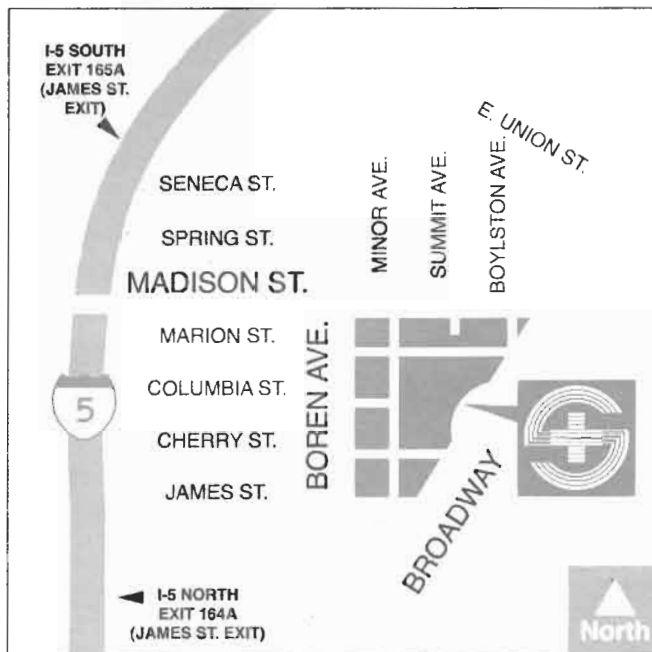 I-5 SOUTH
EXIT 165A
(JAMES ST.
EXIT)
E. UNION ST.
SENECA ST.
SPRING ST.
MADISON ST.
MINOR AVE.
SUMMIT AVE.
BOYLSTON AVE.
MARION ST.
COLUMBIA ST.
CHERRY ST.
JAMES ST.
BOREN AVE.
5
BROADWAY
I-5 NORTH
EXIT 164A
(JAMES ST. EXIT)
North